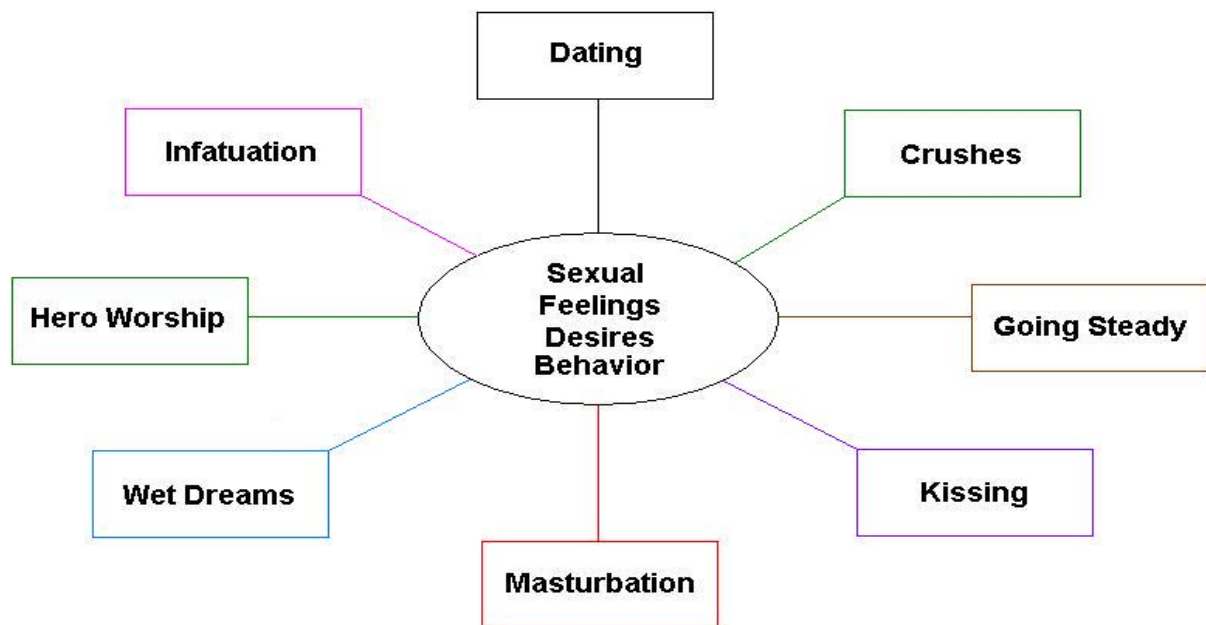 Dating
Infatuation
Crushes
Sexual
Feelings
Desires
Behavior
Hero Worship
Going Steady
Wet Dreams
Kissing
Masturbation